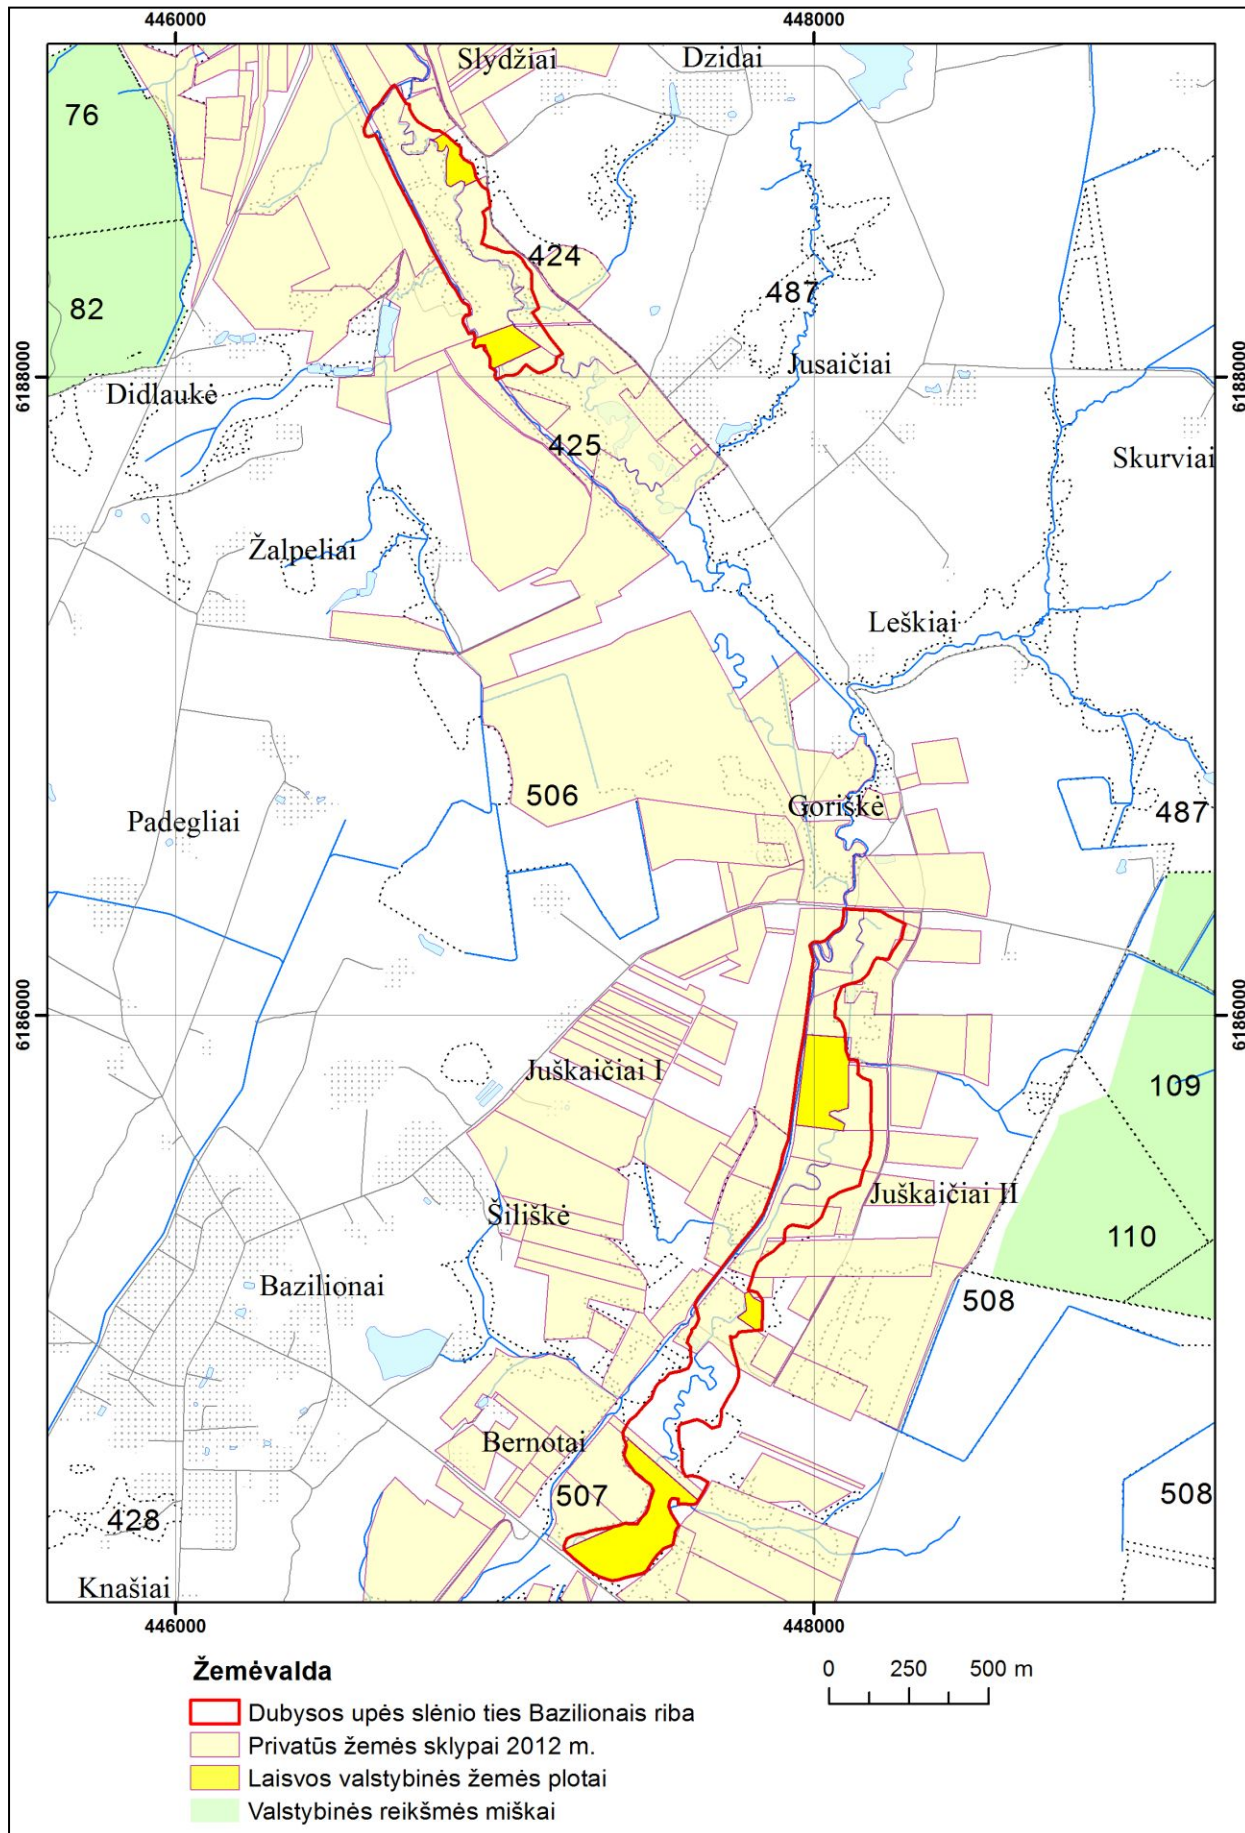 446000
448000
Slydžiai
Dzidai
76
424
487
82
Jusaičiai
6188000
6188000
Didlaukė
425
Skurviai
Žalpeliai
Leškiai
506
Goriškė
487
Padegliai
6186000
6186000
Juškaičiai I
109
Juškaičiai II
Šiliškė
110
Bazilionai
508
Bernotai
507
508
428
Knašiai
446000
448000
Žemėvalda
0 250 500 m
Dubysos upės slėnio ties Bazilionais riba
Privatūs žemės sklypai 2012 m.
Laisvos valstybinės žemės plotai
Valstybinės reikšmės miškai